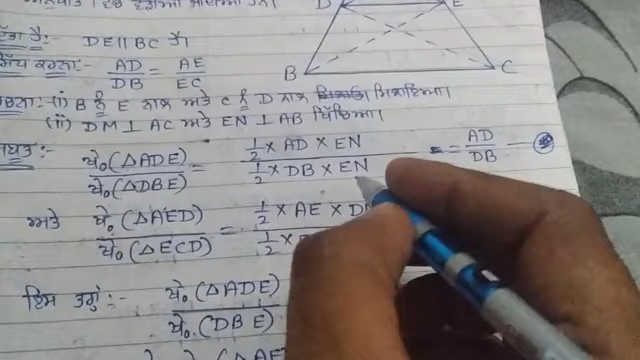 D E
ਦਿੱਤਾ ਹੈ:- DE || BC ਹੈ।
ਸਿੱਧ ਕਰਨਾ:- AD/DB = AE/EC
B C
ਰਚਨਾ:- (i) B ਨੂੰ E ਨਾਲ ਅਤੇ C ਨੂੰ D ਨਾਲ ਮਿਲਾਇਆ।
(ii) DM ⊥ AC ਅਤੇ EN ⊥ AB ਖਿੱਚਿਆ।
ਸਬੂਤ:- ਖੇ.(ΔADE)/ਖੇ.(ΔDBE) = (1/2 × AD × EN)/(1/2 × DB × EN) = AD/DB —
ਅਤੇ ਖੇ.(ΔAED)/ਖੇ.(ΔECD) = (1/2 × AE × D)/(1/2 ×
ਇਸ ਤਰ੍ਹਾਂ:- ਖੇ.(ΔADE)/ਖੇ.(DBE)